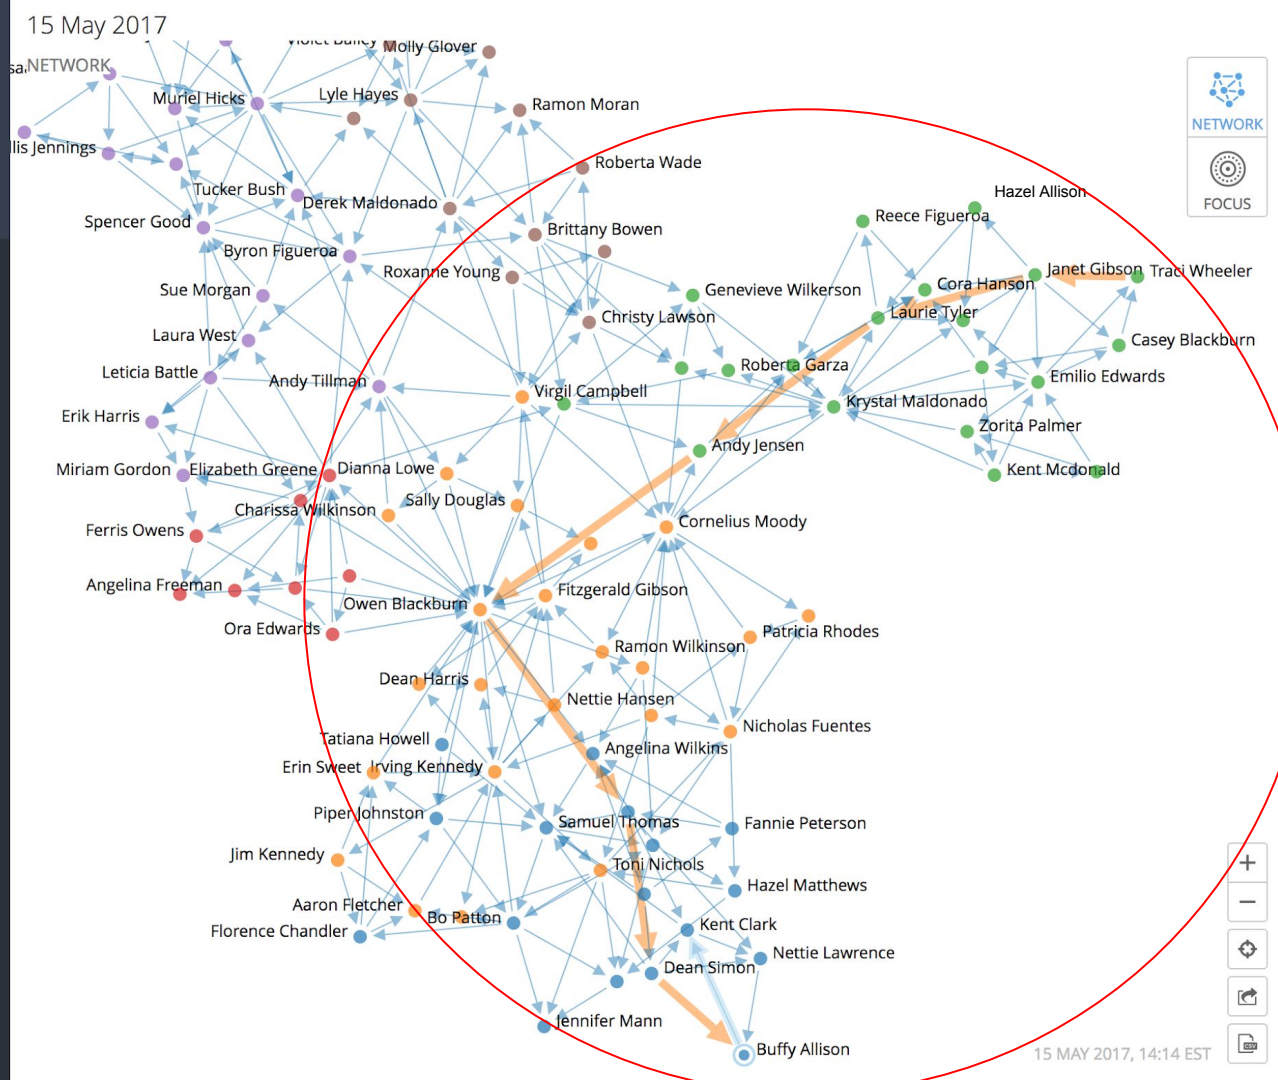 15 May 2017
Violet Bailey
Molly Glover
NETWORK
Muriel Hicks
Lyle Hayes
Ramon Moran
NETWORK
llis Jennings
Roberta Wade
Tucker Bush
Derek Maldonado
Hazel Allison
FOCUS
Spencer Good
Reece Figueroa
Brittany Bowen
Byron Figueroa
Roxanne Young
Janet Gibson
Traci Wheeler
Sue Morgan
Genevieve Wilkerson
Cora Hanson
Laurie Tyler
Christy Lawson
Laura West
Casey Blackburn
Leticia Battle
Andy Tillman
Roberta Garza
Emilio Edwards
Virgil Campbell
Krystal Maldonado
Erik Harris
Zorita Palmer
Andy Jensen
Miriam Gordon
Elizabeth Greene
Dianna Lowe
Kent Mcdonald
Sally Douglas
Charissa Wilkinson
Cornelius Moody
Ferris Owens
Angelina Freeman
Fitzgerald Gibson
Owen Blackburn
Ora Edwards
Patricia Rhodes
Ramon Wilkinson
Dean Harris
Nettie Hansen
Nicholas Fuentes
Tatiana Howell
Angelina Wilkins
Erin Sweet
Irving Kennedy
Piper Johnston
Samuel Thomas
Fannie Peterson
Jim Kennedy
Toni Nichols
Hazel Matthews
Aaron Fletcher
Bo Patton
Florence Chandler
Kent Clark
Nettie Lawrence
Dean Simon
Jennifer Mann
Buffy Allison
15 MAY 2017, 14:14 EST
CSV